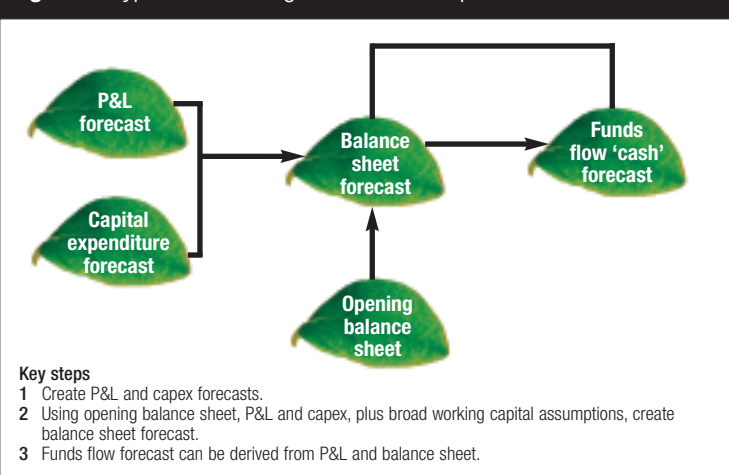 P&L
forecast
Capital
expenditure
forecast
Balance
sheet
forecast
Funds
flow ‘cash’
forecast
Opening
balance
sheet
Key steps
1 Create P&L and capex forecasts.
2 Using opening balance sheet, P&L and capex, plus broad working capital assumptions, create
balance sheet forecast.
3 Funds flow forecast can be derived from P&L and balance sheet.